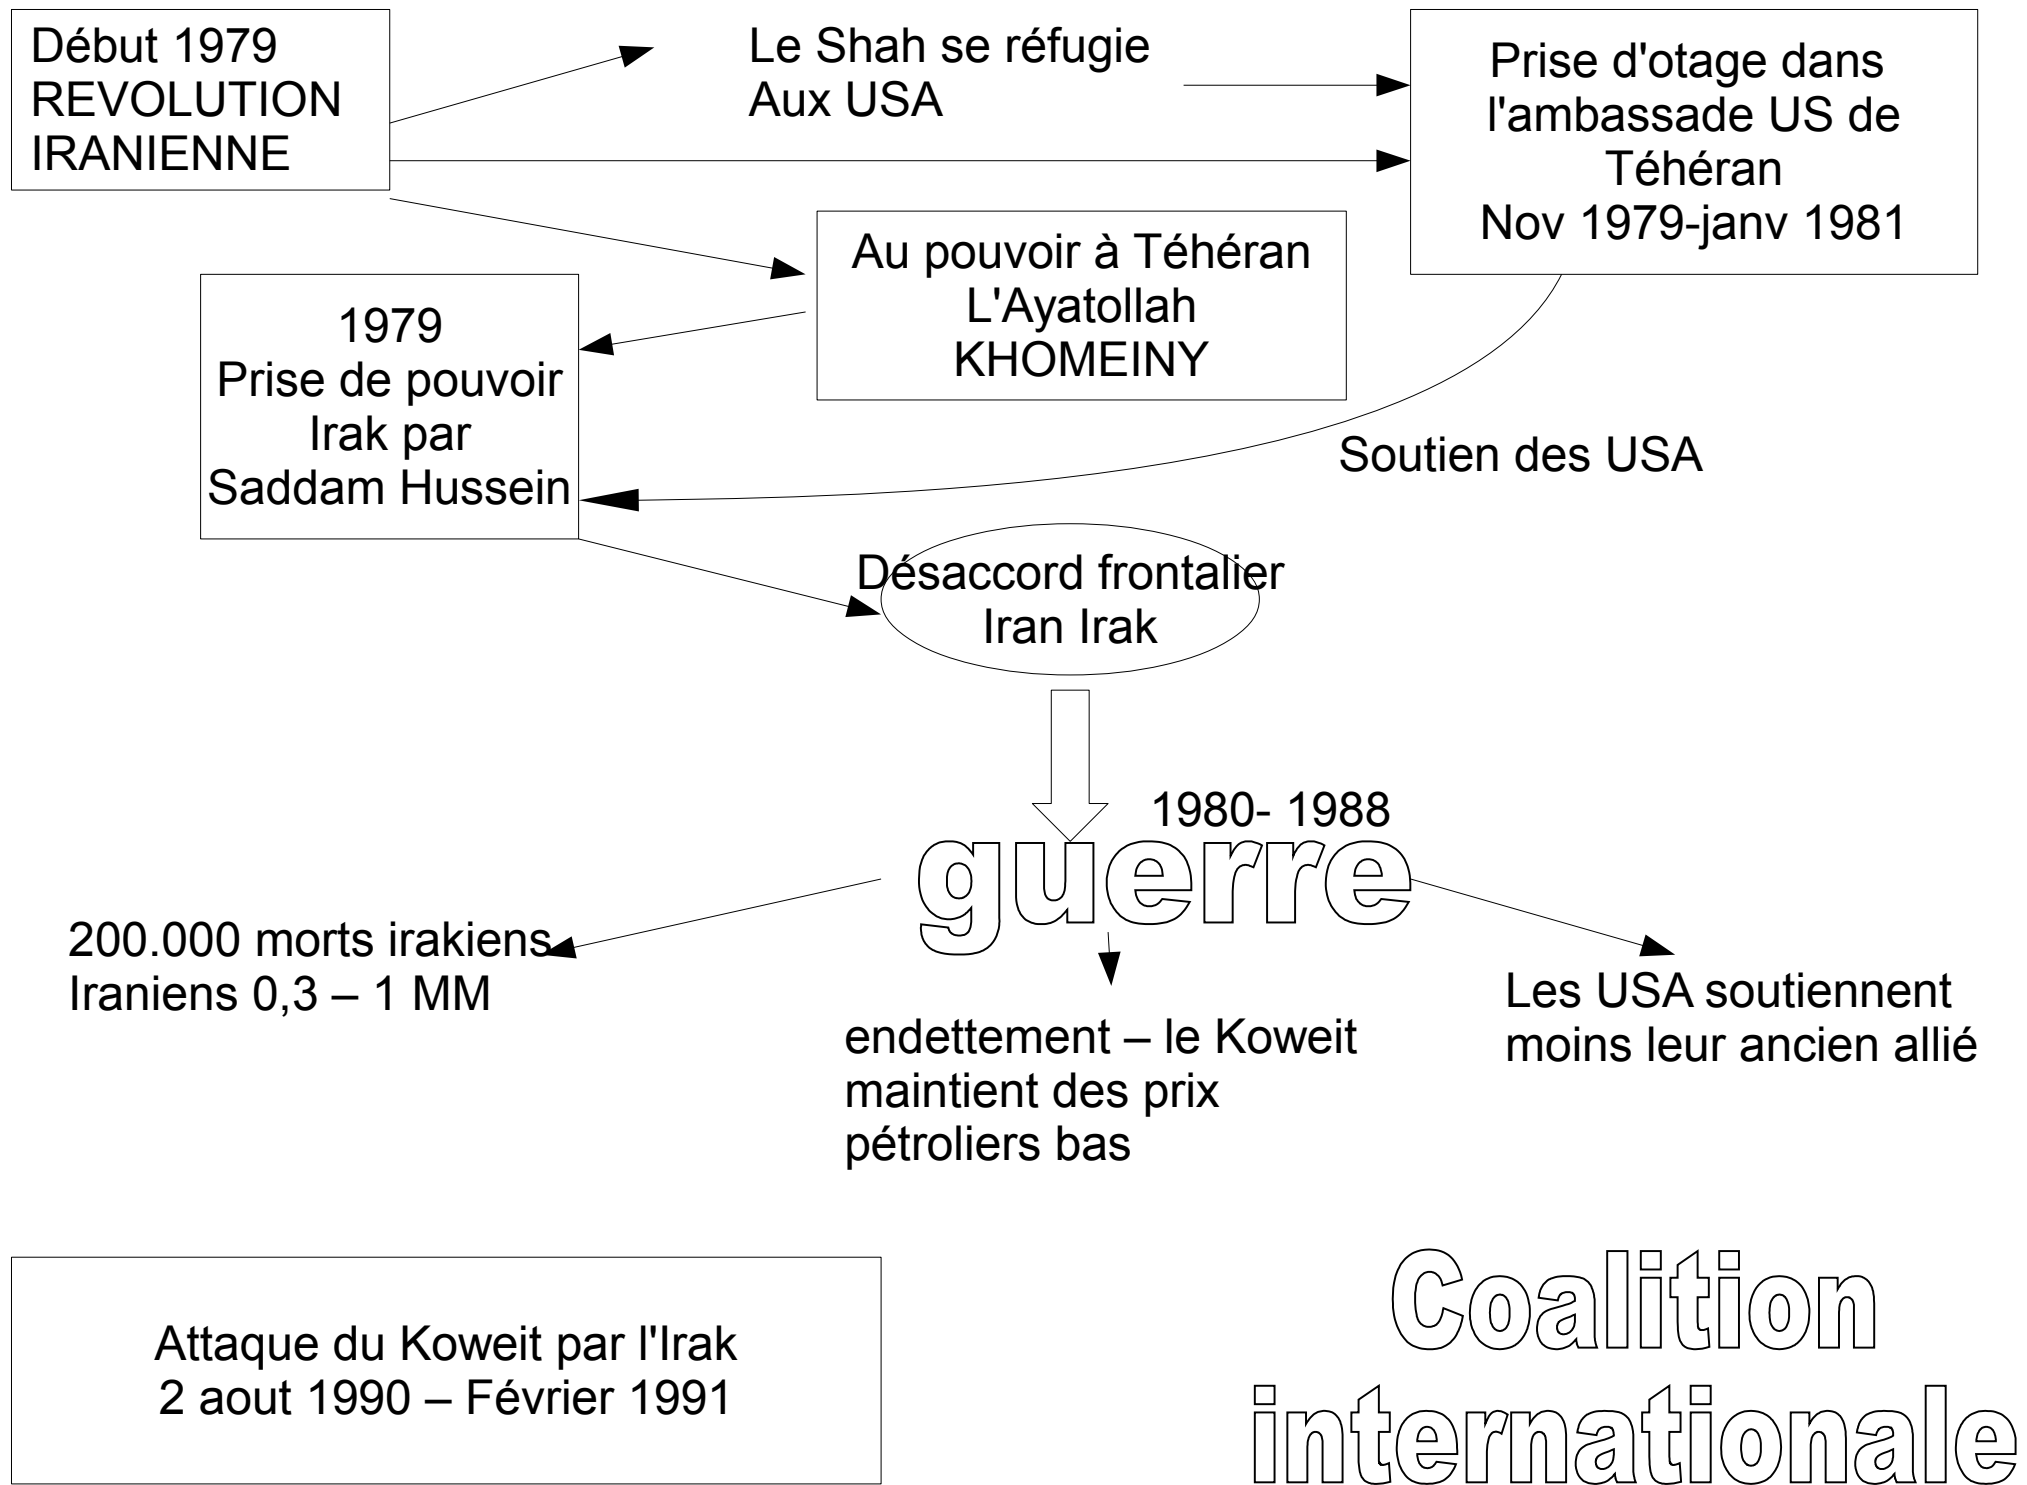 Début 1979
REVOLUTION
IRANIENNE
Le Shah se réfugie
Aux USA
Prise d'otage dans
l'ambassade US de
Téhéran
Nov 1979-janv 1981
Au pouvoir à Téhéran
L'Ayatollah
KHOMEINY
1979
Prise de pouvoir
Irak par
Saddam Hussein
Soutien des USA
Désaccord frontalier
Iran Irak
1980- 1988
guerre
200.000 morts irakiens
Iraniens 0,3 – 1 MM
endettement – le Koweit
maintient des prix
pétroliers bas
Les USA soutiennent
moins leur ancien allié
Attaque du Koweit par l'Irak
2 aout 1990 – Février 1991
Coalition
internationale